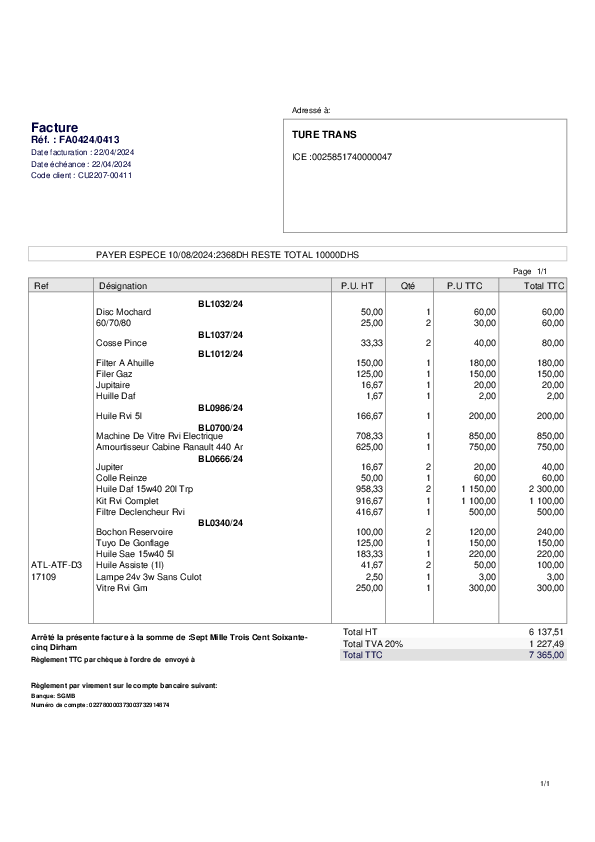 Adressé à:
Facture
Réf. : FA0424/0413
Date facturation : 22/04/2024
Date échéance : 22/04/2024
Code client : CU2207-00411
TURE TRANS
ICE :0025851740000047
PAYER ESPECE 10/08/2024:2368DH RESTE TOTAL 10000DHS
Page 1/1
Ref Désignation P.U. HT Qté P.U TTC Total TTC
BL1032/24
Disc Mochard 50,00 1 60,00 60,00
60/70/80 25,00 2 30,00 60,00
BL1037/24
Cosse Pince 33,33 2 40,00 80,00
BL1012/24
Filter A Ahuille 150,00 1 180,00 180,00
Filer Gaz 125,00 1 150,00 150,00
Jupitaire 16,67 1 20,00 20,00
Huille Daf 1,67 1 2,00 2,00
BL0986/24
Huile Rvi 5l 166,67 1 200,00 200,00
BL0700/24
Machine De Vitre Rvi Electrique 708,33 1 850,00 850,00
Amourtisseur Cabine Ranault 440 Ar 625,00 1 750,00 750,00
BL0666/24
Jupiter 16,67 2 20,00 40,00
Colle Reinze 50,00 1 60,00 60,00
Huile Daf 15w40 20l Trp 958,33 2 1 150,00 2 300,00
Kit Rvi Complet 916,67 1 1 100,00 1 100,00
Filtre Declencheur Rvi 416,67 1 500,00 500,00
BL0340/24
Bochon Reservoire 100,00 2 120,00 240,00
Tuyo De Gonflage 125,00 1 150,00 150,00
Huile Sae 15w40 5l 183,33 1 220,00 220,00
ATL-ATF-D3 Huile Assiste (1l) 41,67 2 50,00 100,00
17109 Lampe 24v 3w Sans Culot 2,50 1 3,00 3,00
Vitre Rvi Gm 250,00 1 300,00 300,00
Total HT 6 137,51
Total TVA 20% 1 227,49
Total TTC 7 365,00
Arrêté la présente facture à la somme de :Sept Mille Trois Cent Soixante-
cinq Dirham
Règlement TTC par chèque à l'ordre de envoyé à
Règlement par virement sur le compte bancaire suivant:
Banque: SGMB
Numéro de compte:
1/1